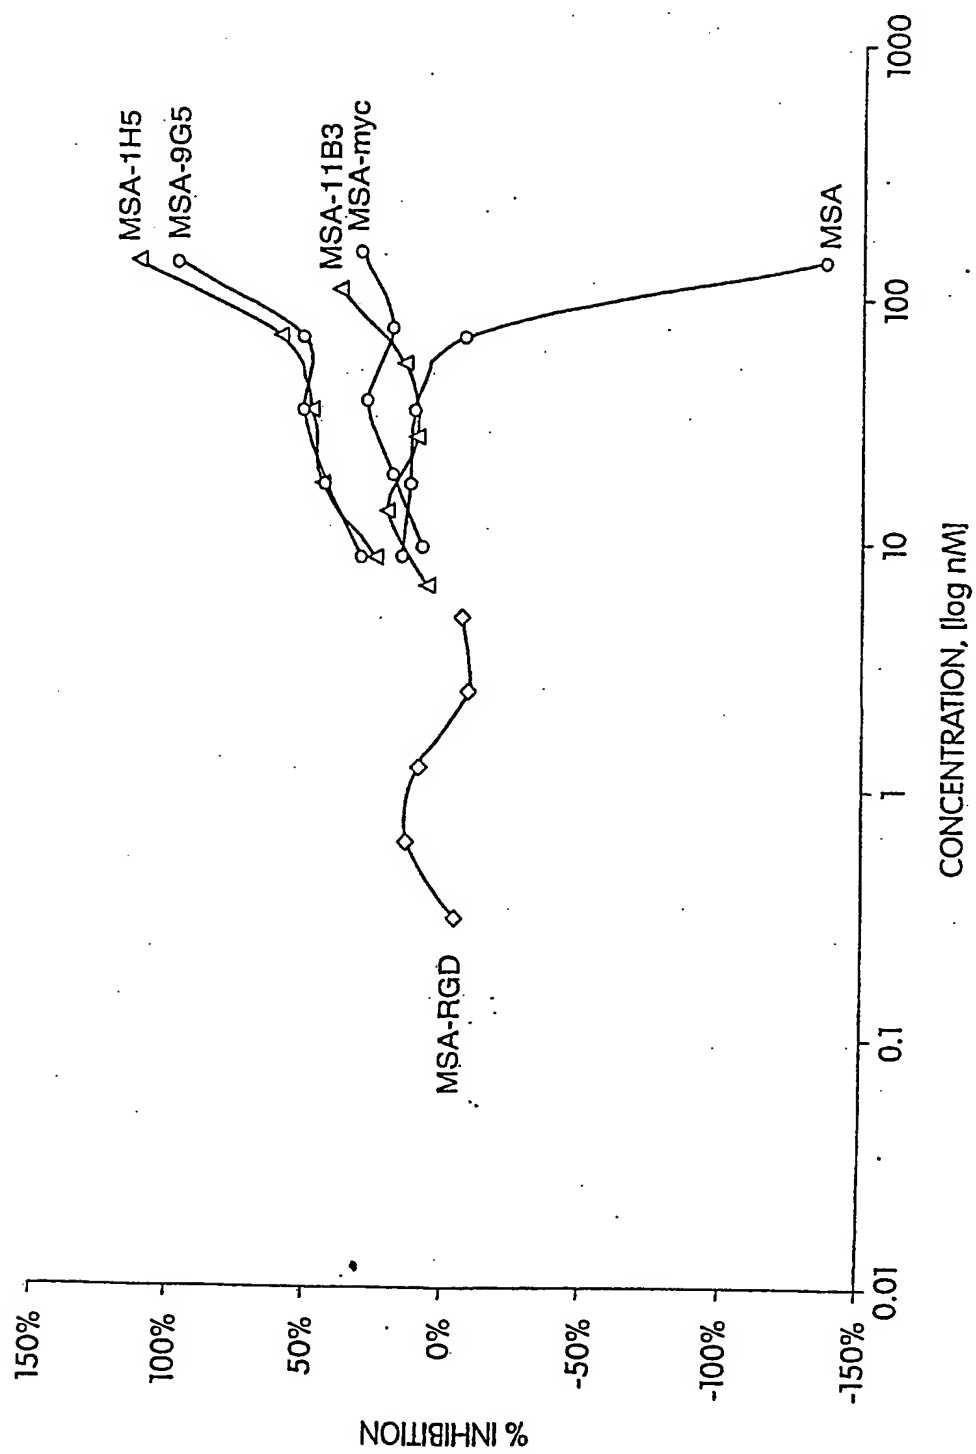 MSA-1H5
MSA-9G5
MSA-11B3
MSA-myc
MSA
MSA-RGD
150%
100%
50%
0%
-50%
-100%
-150%
% INHIBITION
0.01
0.1
1
10
100
1000
CONCENTRATION, [log nM]